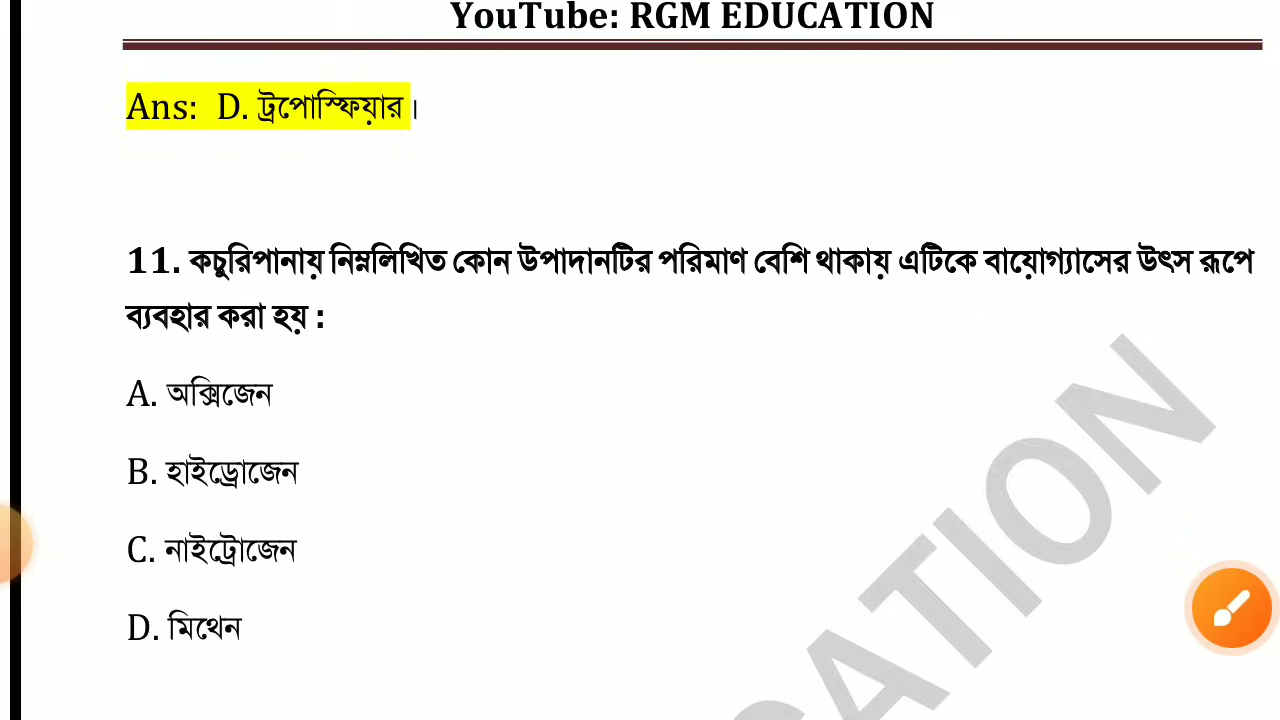 YouTube: RGM EDUCATION
Ans: D. ট্রপোস্ফিয়ার।
11. কচুরিপানায় নিম্নলিখিত কোন উপাদানটির পরিমাণ বেশি থাকায় এটিকে বায়োগ্যাসের উৎস রূপে
ব্যবহার করা হয় :
A. অক্সিজেন
B. হাইড্রোজেন
C. নাইট্রোজেন
D. মিথেন
CATION